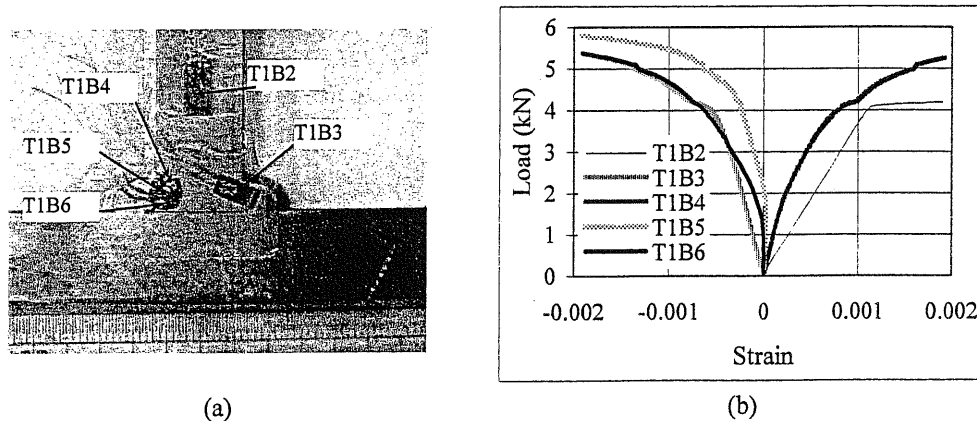 T1B2
T1B4
T1B3
T1B5
T1B6
(a)
6
5
4
3
2
1
0
Load (kN)
T1B2
T1B3
T1B4
T1B5
T1B6
-0.002 -0.001 0 0.001 0.002
Strain
(b)